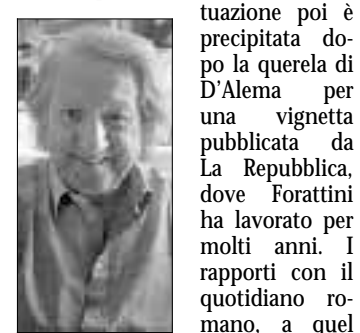 tuazione poi è
precipitata do-
po la querela di
D'Alema per
una vignetta
pubblicata da
La Repubblica,
dove Forattini
ha lavorato per
molti anni. I
rapporti con il
quotidiano ro-
mano, a quel